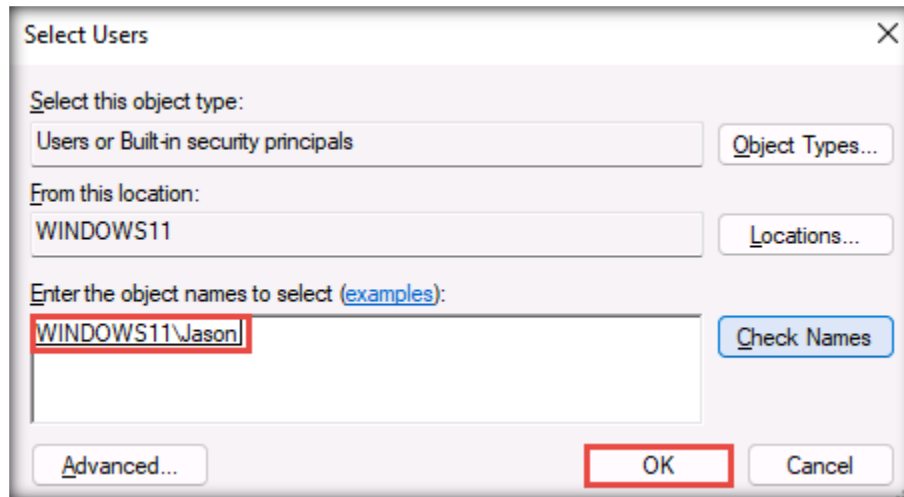 Select Users
Select this object type:
Users or Built-in security principals
Object Types...
From this location:
WINDOWS11
Locations...
Enter the object names to select (examples):
WINDOWS11\Jason
Check Names
Advanced...
OK
Cancel